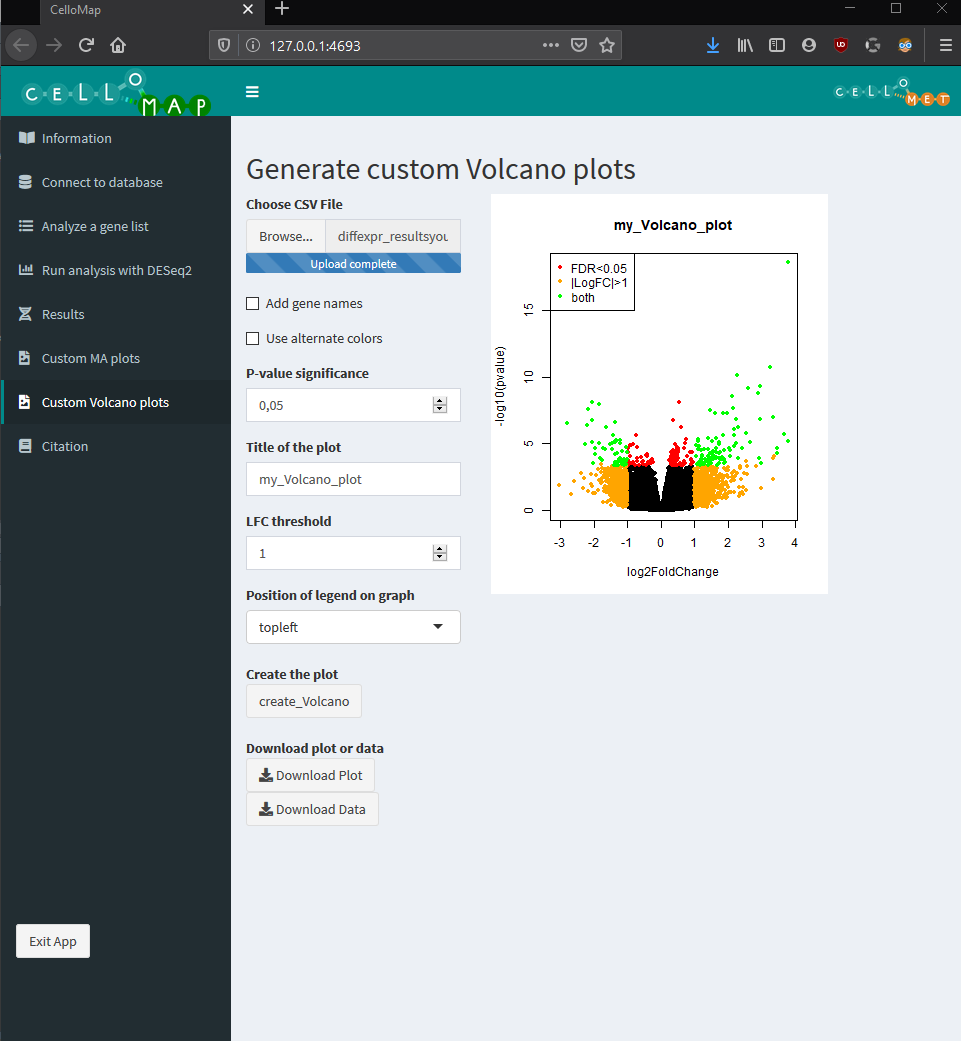 CelloMap
127.0.0.1:4693
CELLO MAP
CELLO MET
Information
Connect to database
Analyze a gene list
Run analysis with DESeq2
Results
Custom MA plots
Custom Volcano plots
Citation
Exit App
Generate custom Volcano plots
Choose CSV File
Browse... diffexpr_resultsyou
Upload complete
Add gene names
Use alternate colors
P-value significance
0,05
Title of the plot
my_Volcano_plot
LFC threshold
1
Position of legend on graph
topleft
Create the plot
create_Volcano
Download plot or data
Download Plot
Download Data
my_Volcano_plot
FDR<0.05
|LogFC|>1
both
-log10(pvalue)
15
10
5
0
-3 -2 -1 0 1 2 3 4
log2FoldChange